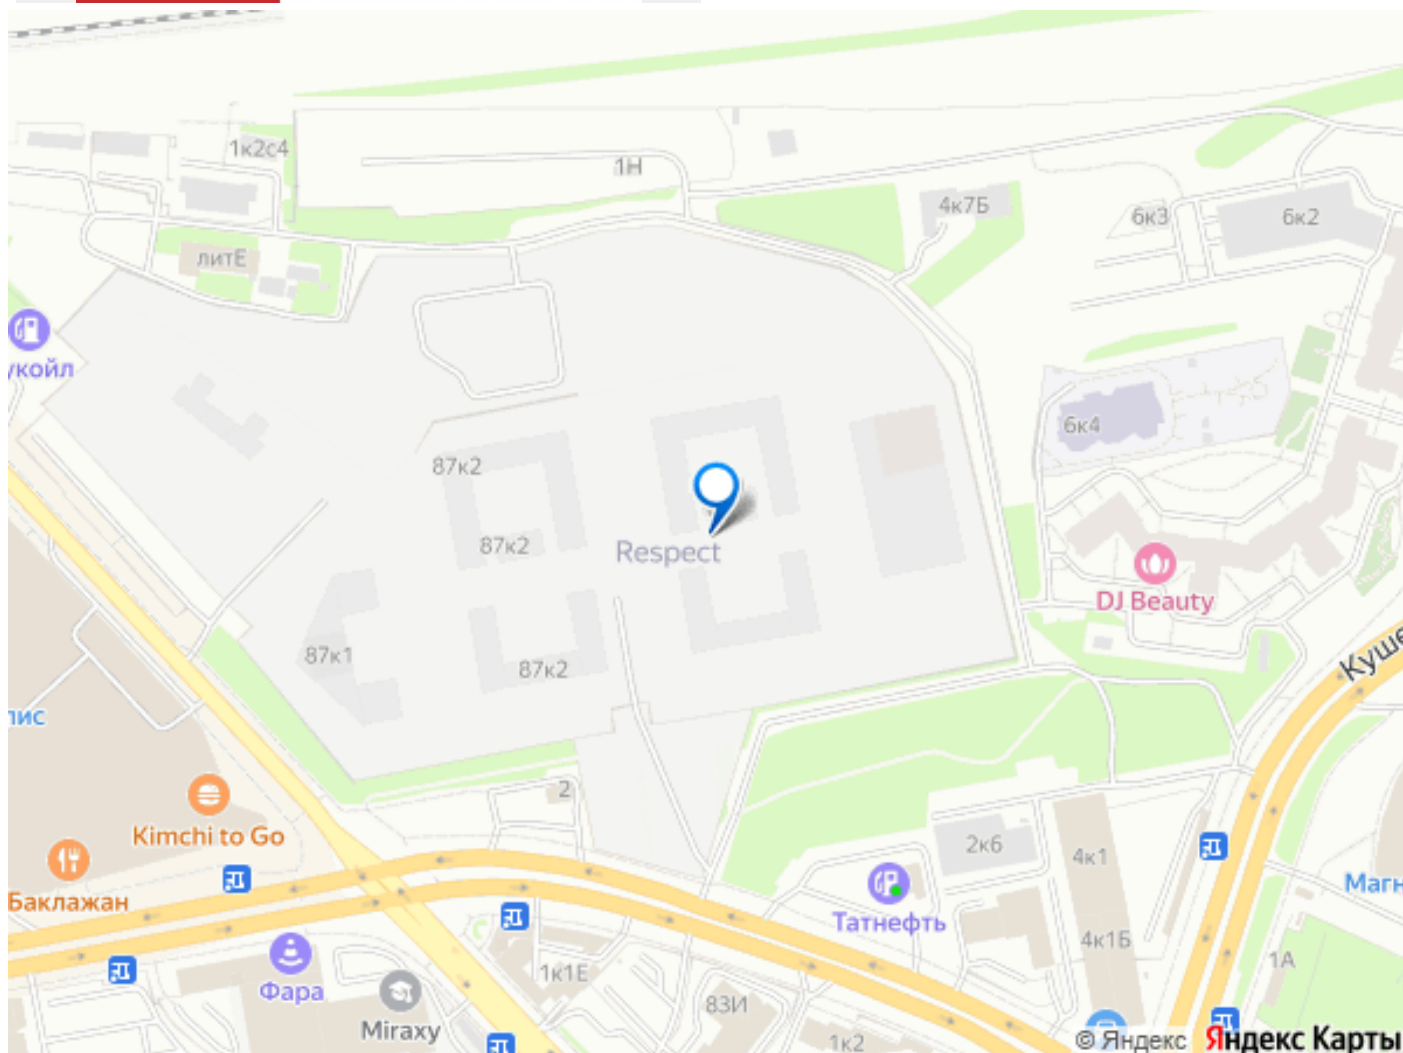 1к2с4
1Н
4к7Б
6к3
6к2
литЕ
укойл
6к4
87к2
87к2
Respect
DJ Beauty
87к1
87к2
Куше
лис
2
Kimchi to Go
2к6
4к1
Баклажан
Магн
Татнефть
4к1Б
1к1Е
1А
Фара
83И
Miraxy
1к2
© Яндекс Яндекс Карты